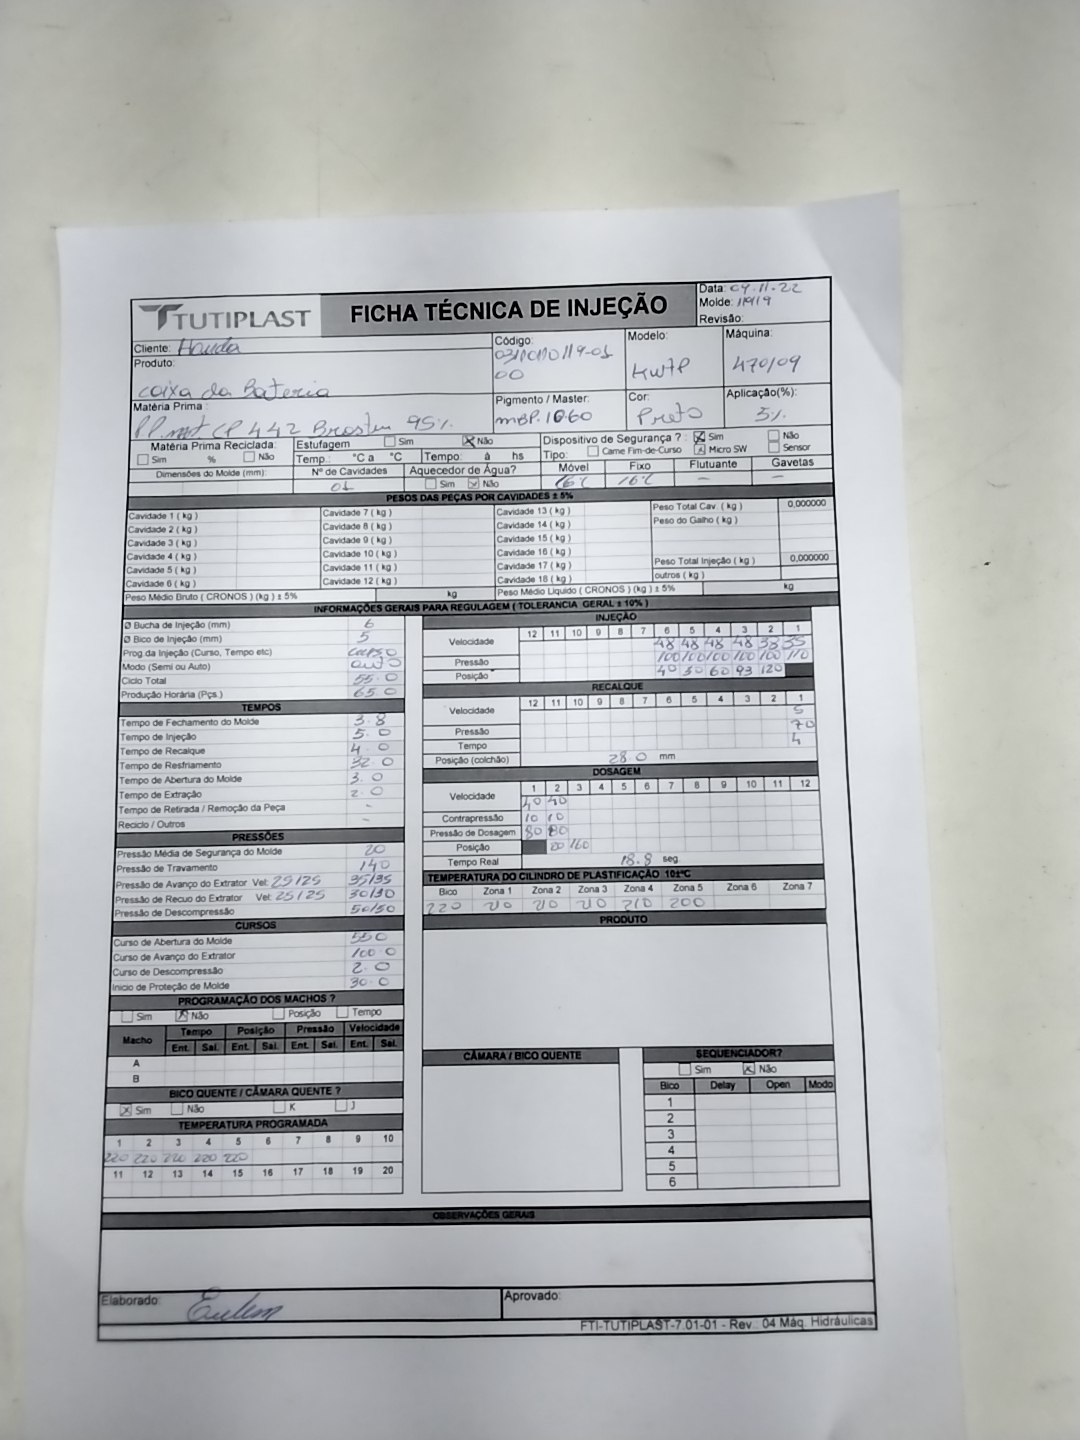 TUTIPLAST
FICHA TÉCNICA DE INJEÇÃO
Data: 09.11.22
Molde: 11919
Revisão:
Cliente: Honda
Código:
Modelo:
Máquina:
Produto:
caixa da Bateria
00
KWTP
470/09
Matéria Prima :
Pigmento / Master:
Cor:
Aplicação(%):
CP 442 95%
MBP.1060
Preto
5%
Matéria Prima Reciclada:
Estufagem Sim Não
Dispositivo de Segurança ? : Sim Não
Sim % Não
Temp.: °C a °C Tempo: á hs
Tipo: Came Fim-de-Curso Micro SW Sensor
Dimensões do Molde (mm):
Nº de Cavidades
Aquecedor de Água?
Móvel Fixo Flutuante Gavetas
01
Sim Não
16°C 16°C - -
PESOS DAS PEÇAS POR CAVIDADES ± 5%
Cavidade 1 ( kg ) Cavidade 7 ( kg ) Cavidade 13 ( kg ) Peso Total Cav. ( kg ) 0,000000
Cavidade 2 ( kg ) Cavidade 8 ( kg ) Cavidade 14 ( kg ) Peso do Galho ( kg )
Cavidade 3 ( kg ) Cavidade 9 ( kg ) Cavidade 15 ( kg )
Cavidade 4 ( kg ) Cavidade 10 ( kg ) Cavidade 16 ( kg )
Cavidade 5 ( kg ) Cavidade 11 ( kg ) Cavidade 17 ( kg ) Peso Total Injeção ( kg ) 0,000000
Cavidade 6 ( kg ) Cavidade 12 ( kg ) Cavidade 18 ( kg ) outros ( kg )
Peso Médio Bruto ( CRONOS ) (kg ) ± 5% kg Peso Médio Líquido ( CRONOS ) (kg ) ± 5% kg
INFORMAÇÕES GERAIS PARA REGULAGEM ( TOLERANCIA GERAL ± 10% )
Ø Bucha de Injeção (mm) 6
Ø Bico de Injeção (mm) 5
Prog.da Injeção (Curso, Tempo etc) curso
Modo (Semi ou Auto) auto
Ciclo Total 55.0
Produção Horária (Pçs.) 65.0
TEMPOS
Tempo de Fechamento do Molde 3.8
Tempo de Injeção 5.0
Tempo de Recalque 4.0
Tempo de Resfriamento 32.0
Tempo de Abertura do Molde 3.0
Tempo de Extração 2.0
Tempo de Retirada / Remoção da Peça -
Reciclo / Outros -
PRESSÕES
Pressão Média de Segurança do Molde 20
Pressão de Travamento 140
Pressão de Avanço do Extrator Vel: 25/25 35/35
Pressão de Recuo do Extrator Vel: 25/25 30/30
Pressão de Descompressão 50/50
CURSOS
Curso de Abertura do Molde 550
Curso de Avanço do Extrator 100.0
Curso de Descompressão 2.0
Inicio de Proteção de Molde 30.0
PROGRAMAÇÃO DOS MACHOS ?
Sim Não Posição Tempo
Macho Tempo Posição Pressão Velocidade
Ent. Sai. Ent. Sai. Ent. Sai. Ent. Sai.
A
B
BICO QUENTE / CÂMARA QUENTE ?
Sim Não K J
TEMPERATURA PROGRAMADA
1 2 3 4 5 6 7 8 9 10
220 220 220 220 220
11 12 13 14 15 16 17 18 19 20
INJEÇÃO
12 11 10 9 8 7 6 5 4 3 2 1
Velocidade 48 48 48 48 38 35
Pressão 100 100 100 100 100 110
Posição 40 50 60 93 120
RECALQUE
12 11 10 9 8 7 6 5 4 3 2 1
Velocidade 5
Pressão 70
Tempo 4
Posição (colchão) 28.0 mm
DOSAGEM
1 2 3 4 5 6 7 8 9 10 11 12
Velocidade 40 40
Contrapressão 10 10
Pressão de Dosagem 80 80
Posição 20 160
Tempo Real 18.8 seg
TEMPERATURA DO CILINDRO DE PLASTIFICAÇÃO 10±°C
Bico Zona 1 Zona 2 Zona 3 Zona 4 Zona 5 Zona 6 Zona 7
220 210 210 210 210 200
PRODUTO
CÂMARA / BICO QUENTE
SEQUENCIADOR?
Sim Não
Bico Delay Open Modo
1
2
3
4
5
6
OBSERVAÇÕES GERAIS
Elaborado:
Aprovado:
FTI-TUTIPLAST-7.01-01 - Rev.: 04 Máq. Hidráulicas